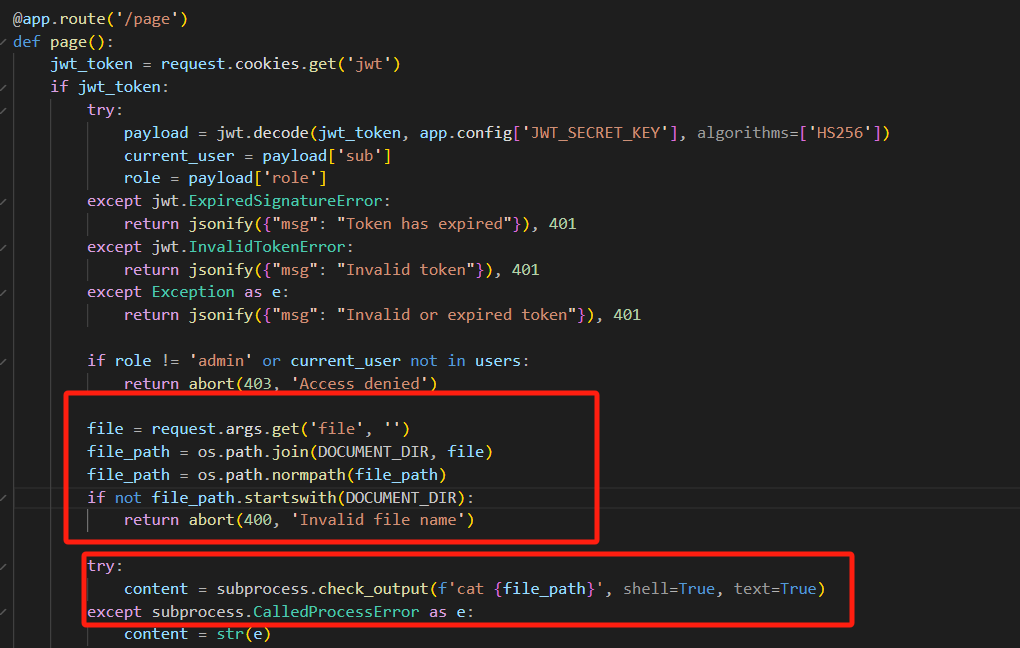 @app.route('/page')
def page():
    jwt_token = request.cookies.get('jwt')
    if jwt_token:
        try:
            payload = jwt.decode(jwt_token, app.config['JWT_SECRET_KEY'], algorithms=['HS256'])
            current_user = payload['sub']
            role = payload['role']
        except jwt.ExpiredSignatureError:
            return jsonify({"msg": "Token has expired"}), 401
        except jwt.InvalidTokenError:
            return jsonify({"msg": "Invalid token"}), 401
        except Exception as e:
            return jsonify({"msg": "Invalid or expired token"}), 401

        if role != 'admin' or current_user not in users:
            return abort(403, 'Access denied')

        file = request.args.get('file', '')
        file_path = os.path.join(DOCUMENT_DIR, file)
        file_path = os.path.normpath(file_path)
        if not file_path.startswith(DOCUMENT_DIR):
            return abort(400, 'Invalid file name')

        try:
            content = subprocess.check_output(f'cat {file_path}', shell=True, text=True)
        except subprocess.CalledProcessError as e:
            content = str(e)